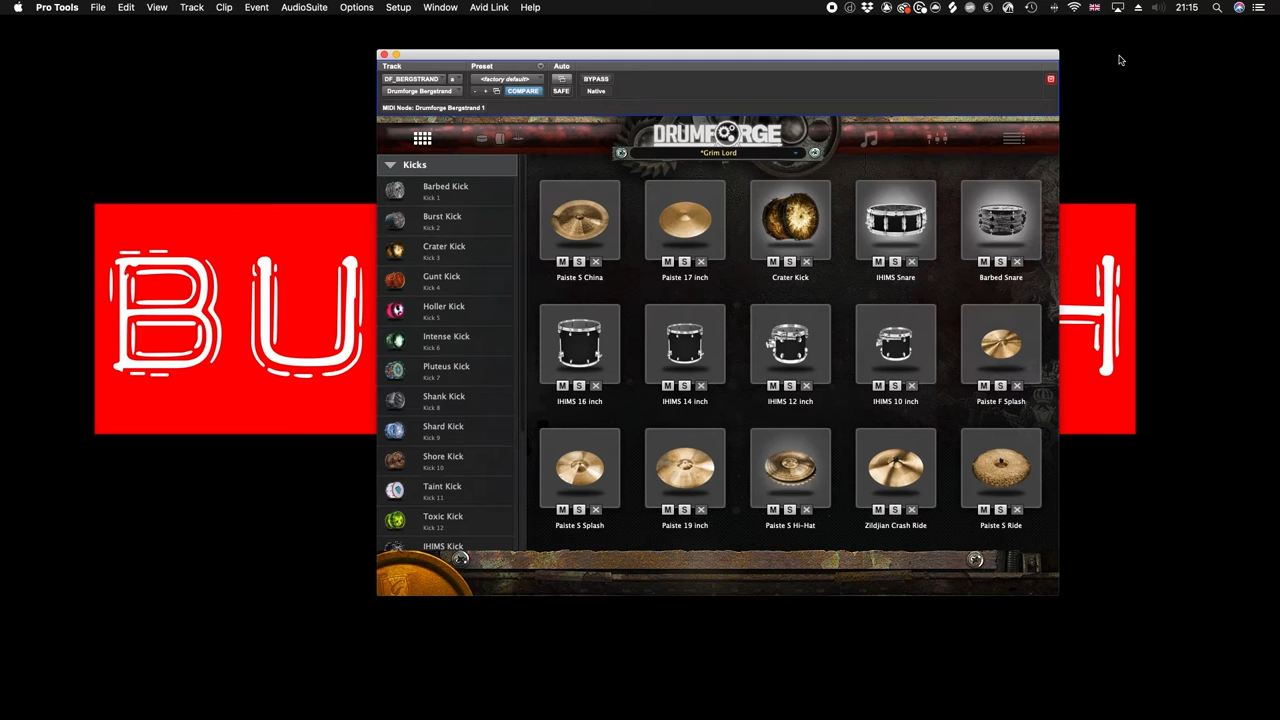 Pro Tools File Edit View Track Clip Event AudioSuite Options Setup Window Avid Link Help 21:15
Track Preset Auto
DF_BERGSTRAND a <factory default> BYPASS
Drumforge Bergstrand - + COMPARE SAFE Native
MIDI Node: Drumforge Bergstrand 1
DRUMFORGE
*Grim Lord
Kicks
Barbed Kick
Kick 1
Burst Kick
Kick 2
Crater Kick
Kick 3
Gunt Kick
Kick 4
Holler Kick
Kick 5
Intense Kick
Kick 6
Pluteus Kick
Kick 7
Shank Kick
Kick 8
Shard Kick
Kick 9
Shore Kick
Kick 10
Taint Kick
Kick 11
Toxic Kick
Kick 12
IHIMS Kick
M S X M S X M S X M S X M S X
Paiste S China Paiste 17 inch Crater Kick IHIMS Snare Barbed Snare
M S X M S X M S X M S X M S X
IHIMS 16 inch IHIMS 14 inch IHIMS 12 inch IHIMS 10 inch Paiste F Splash
M S X M S X M S X M S X M S X
Paiste S Splash Paiste 19 inch Paiste S Hi-Hat Zildjian Crash Ride Paiste S Ride
BU H